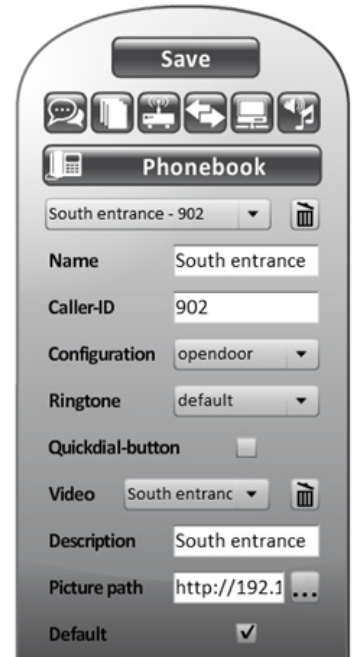 Save
Phonebook
South entrance - 902
Name South entrance
Caller-ID 902
Configuration opendoor
Ringtone default
Quickdial-button
Video South entranc
Description South entrance
Picture path http://192.1 ...
Default